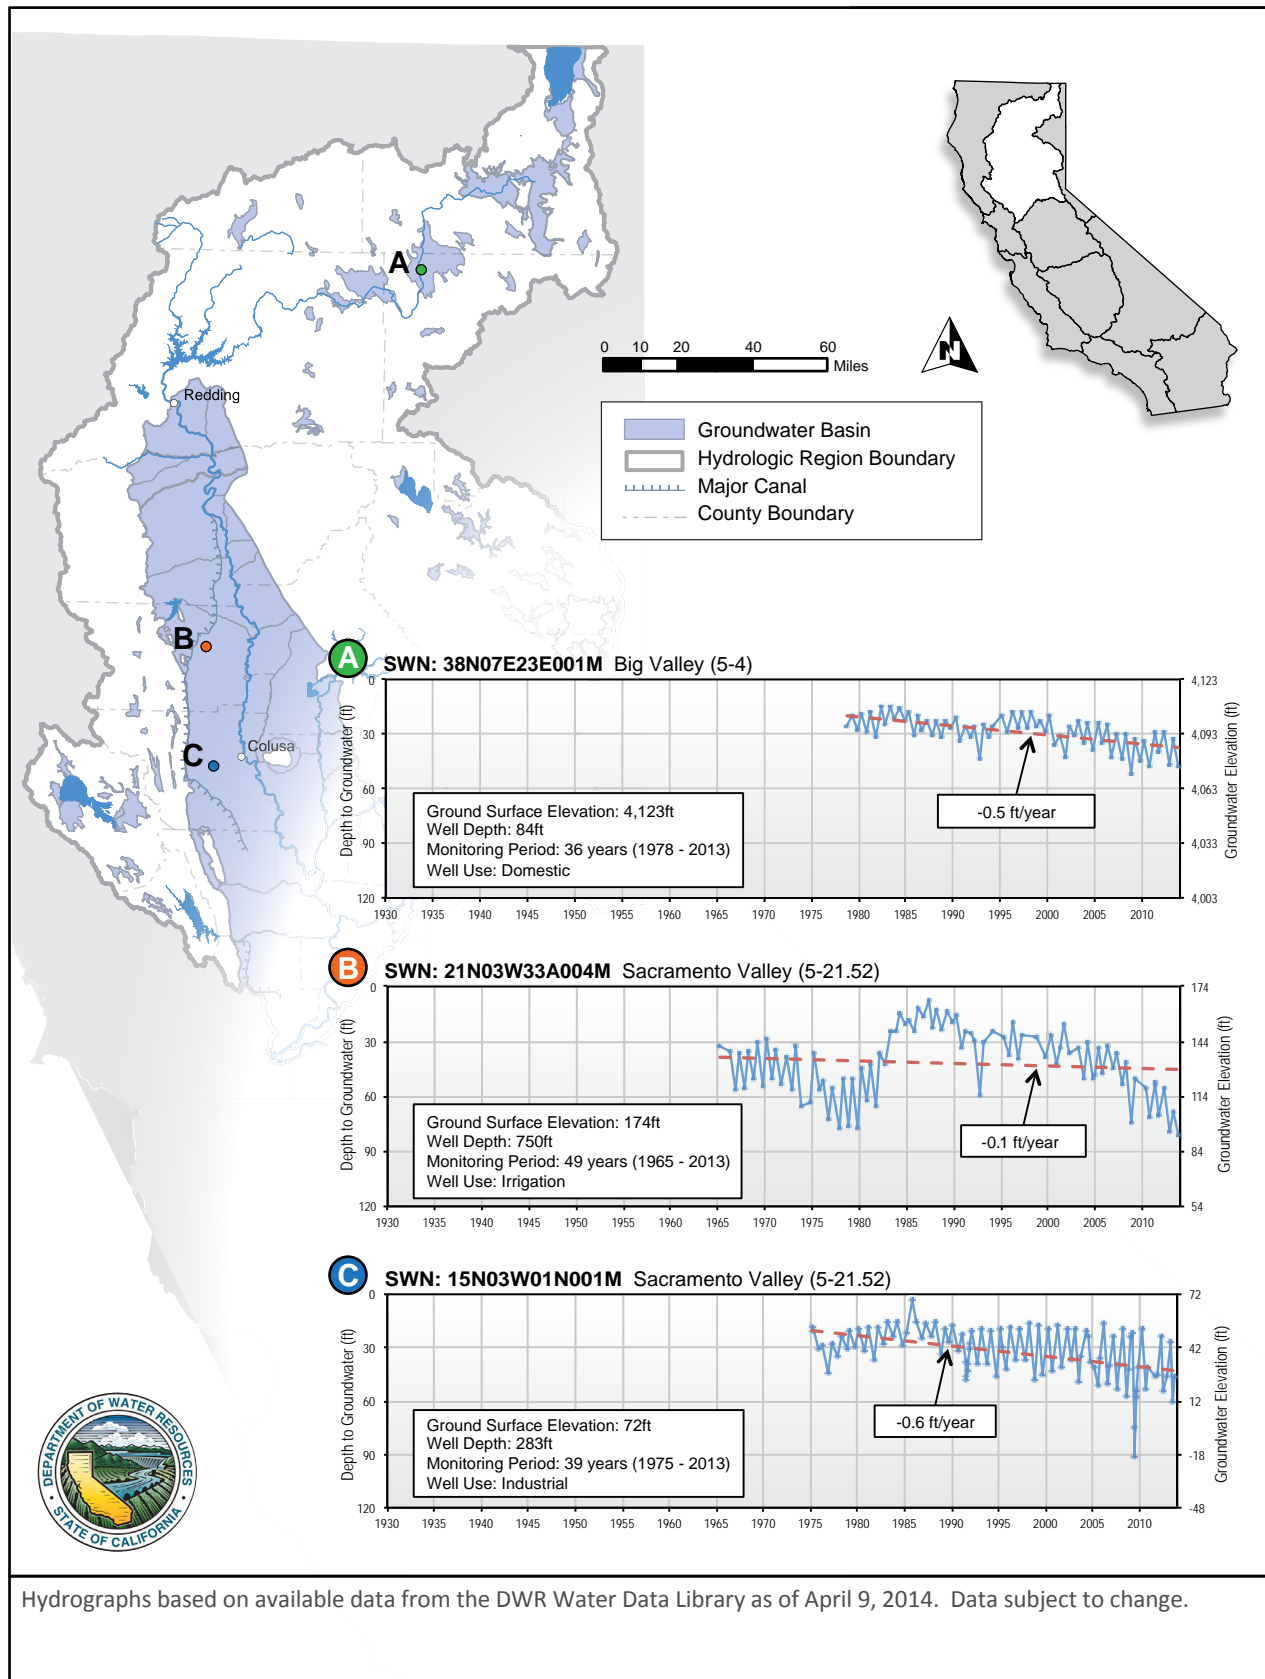 A
Redding
B
C
Colusa
N
0 10 20 40 60
Miles
Groundwater Basin
Hydrologic Region Boundary
Major Canal
County Boundary
A SWN: 38N07E23E001M Big Valley (5-4)
Depth to Groundwater (ft)
0
30
60
90
120
4,123
4,093
4,063
4,033
4,003
Groundwater Elevation (ft)
-0.5 ft/year
Ground Surface Elevation: 4,123ft
Well Depth: 84ft
Monitoring Period: 36 years (1978 - 2013)
Well Use: Domestic
1930 1935 1940 1945 1950 1955 1960 1965 1970 1975 1980 1985 1990 1995 2000 2005 2010
B SWN: 21N03W33A004M Sacramento Valley (5-21.52)
Depth to Groundwater (ft)
0
30
60
90
120
174
144
114
84
54
Groundwater Elevation (ft)
-0.1 ft/year
Ground Surface Elevation: 174ft
Well Depth: 750ft
Monitoring Period: 49 years (1965 - 2013)
Well Use: Irrigation
1930 1935 1940 1945 1950 1955 1960 1965 1970 1975 1980 1985 1990 1995 2000 2005 2010
C SWN: 15N03W01N001M Sacramento Valley (5-21.52)
Depth to Groundwater (ft)
0
30
60
90
120
72
42
12
-18
-48
Groundwater Elevation (ft)
-0.6 ft/year
Ground Surface Elevation: 72ft
Well Depth: 283ft
Monitoring Period: 39 years (1975 - 2013)
Well Use: Industrial
1930 1935 1940 1945 1950 1955 1960 1965 1970 1975 1980 1985 1990 1995 2000 2005 2010
DEPARTMENT OF WATER RESOURCES
STATE OF CALIFORNIA
Hydrographs based on available data from the DWR Water Data Library as of April 9, 2014. Data subject to change.